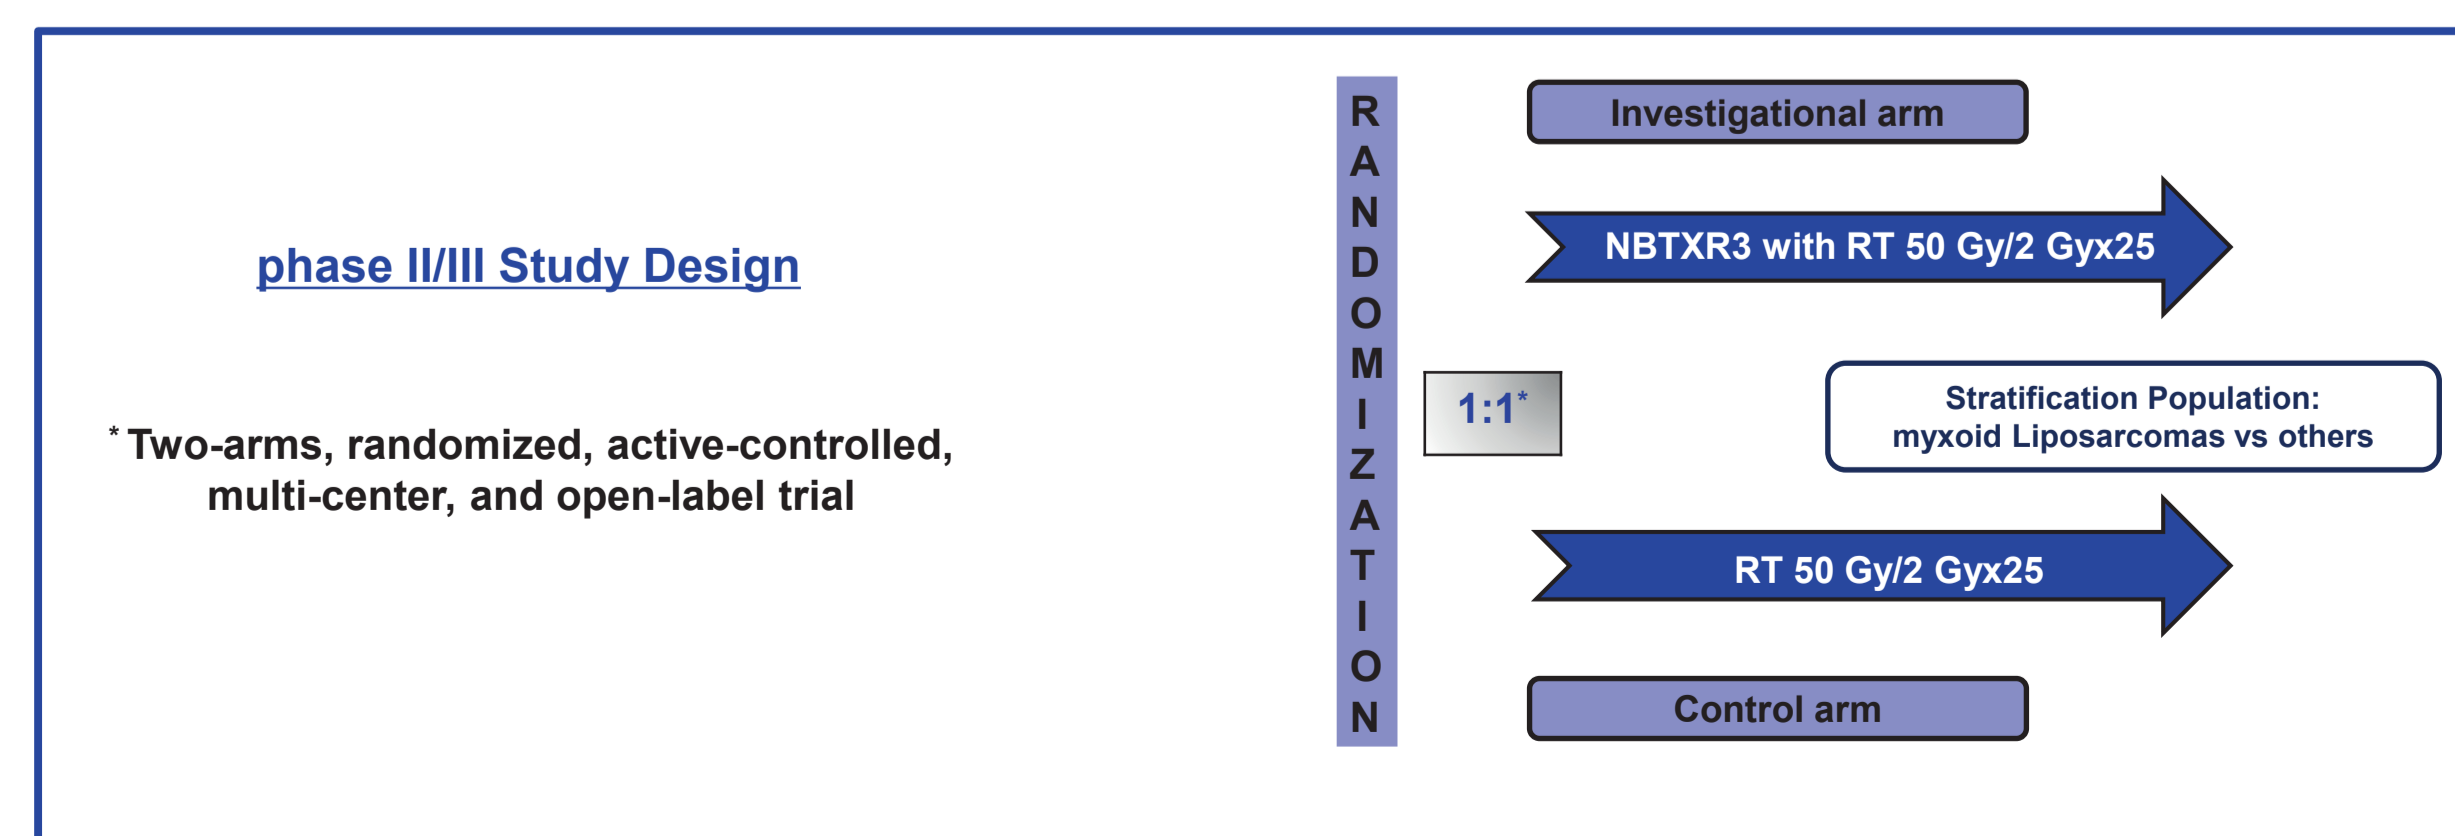 phase II/III Study Design
* Two-arms, randomized, active-controlled,
multi-center, and open-label trial
RANDOMIZATION
Investigational arm
NBTXR3 with RT 50 Gy/2 Gyx25
1:1*
Stratification Population:
myxoid Liposarcomas vs others
RT 50 Gy/2 Gyx25
Control arm